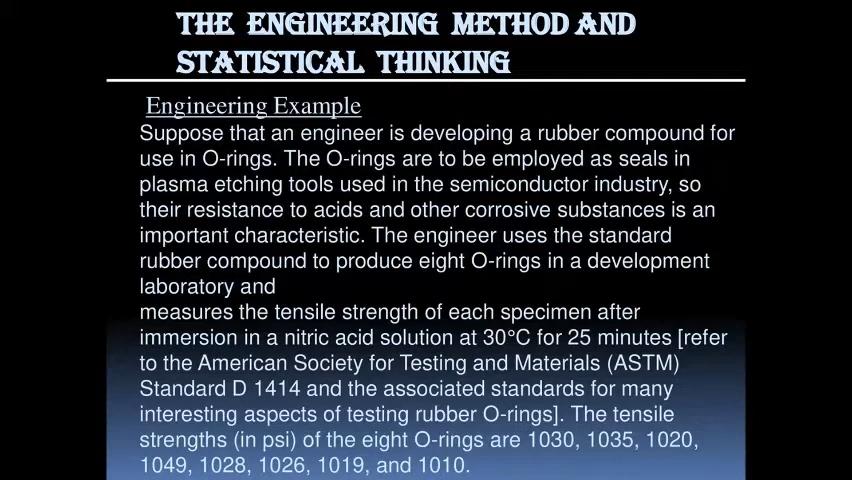 THE ENGINEERING METHOD AND
STATISTICAL THINKING
Engineering Example
Suppose that an engineer is developing a rubber compound for
use in O-rings. The O-rings are to be employed as seals in
plasma etching tools used in the semiconductor industry, so
their resistance to acids and other corrosive substances is an
important characteristic. The engineer uses the standard
rubber compound to produce eight O-rings in a development
laboratory and
measures the tensile strength of each specimen after
immersion in a nitric acid solution at 30°C for 25 minutes [refer
to the American Society for Testing and Materials (ASTM)
Standard D 1414 and the associated standards for many
interesting aspects of testing rubber O-rings]. The tensile
strengths (in psi) of the eight O-rings are 1030, 1035, 1020,
1049, 1028, 1026, 1019, and 1010.